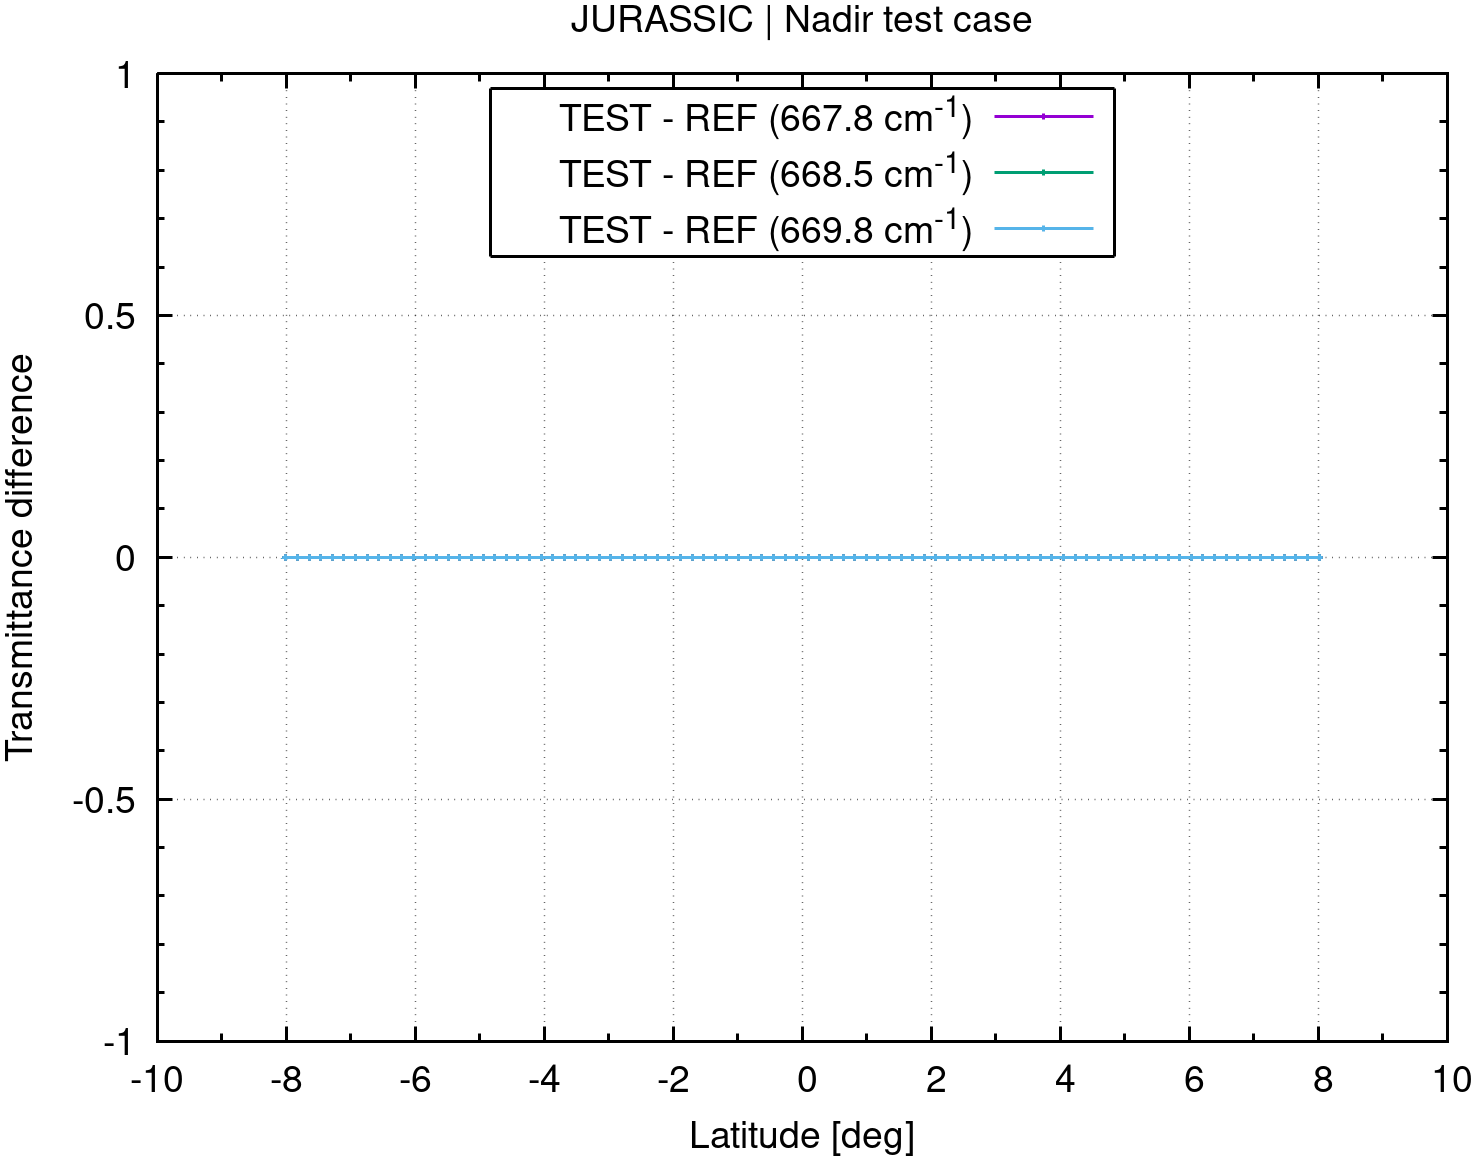 JURASSIC | Nadir test case
TEST - REF (667.8 cm-1)
TEST - REF (668.5 cm-1)
TEST - REF (669.8 cm-1)
Transmittance difference
1
0.5
0
-0.5
-1
-10 -8 -6 -4 -2 0 2 4 6 8 10
Latitude [deg]